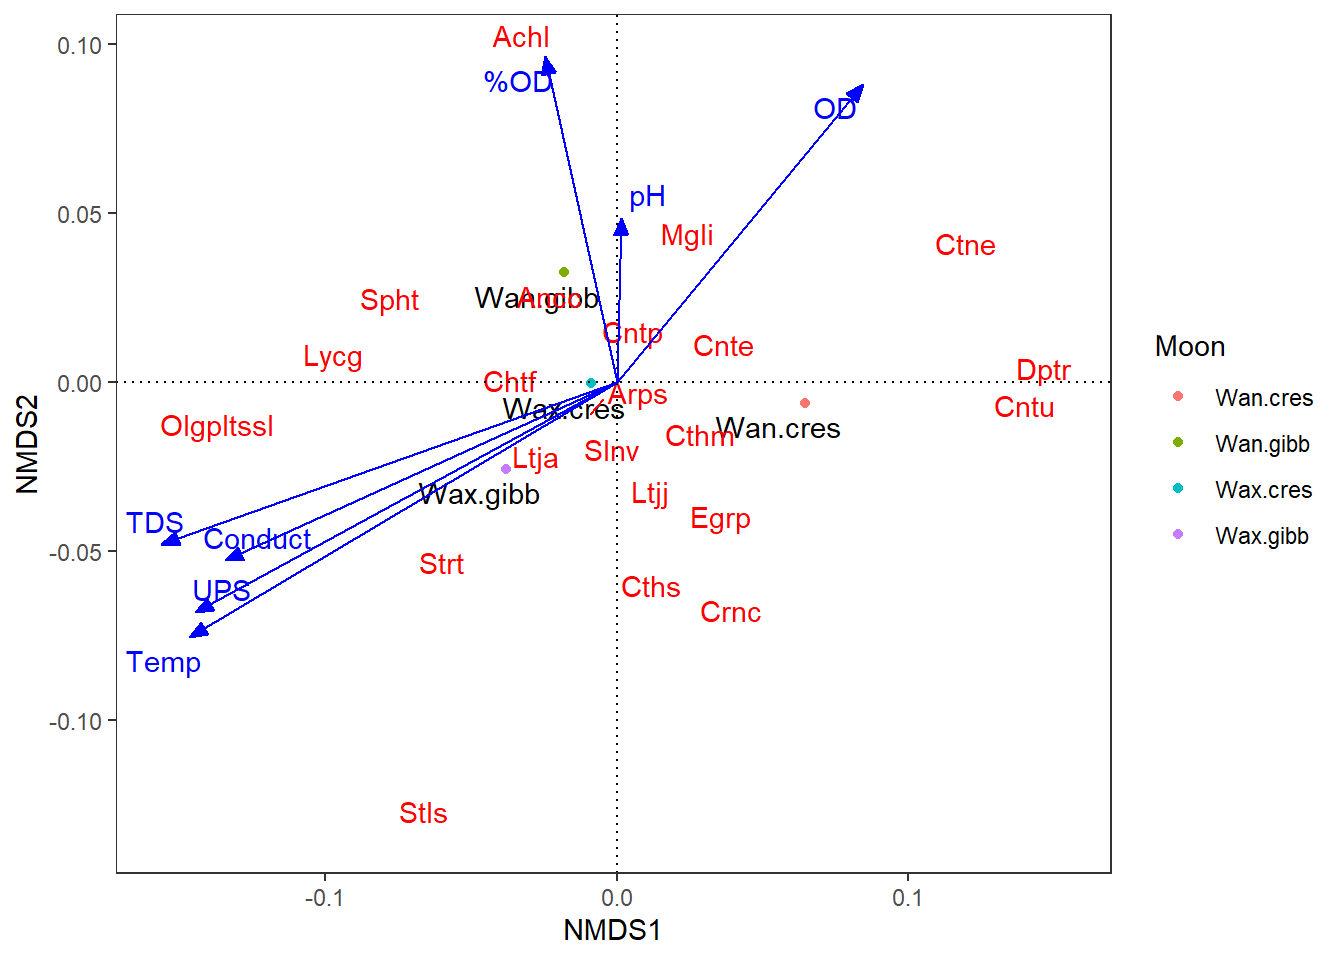 Achl
0.10
%OD
OD
pH
0.05
Mgli
Ctne
Spht
Wan.gibb
Cntp
Cnte
Lycg
Dptr
0.00
Chtf
Arps
Cntu
Wax.cres
Wan.cres
Olgpltssl
Cthm
Slnv
Ltja
Wax.gibb
Ltjj
Egrp
TDS
Conduct
-0.05
Strt
UPS
Cths
Crnc
Temp
-0.10
Stls
-0.1
0.0
0.1
NMDS1
NMDS2
Moon
Wan.cres
Wan.gibb
Wax.cres
Wax.gibb